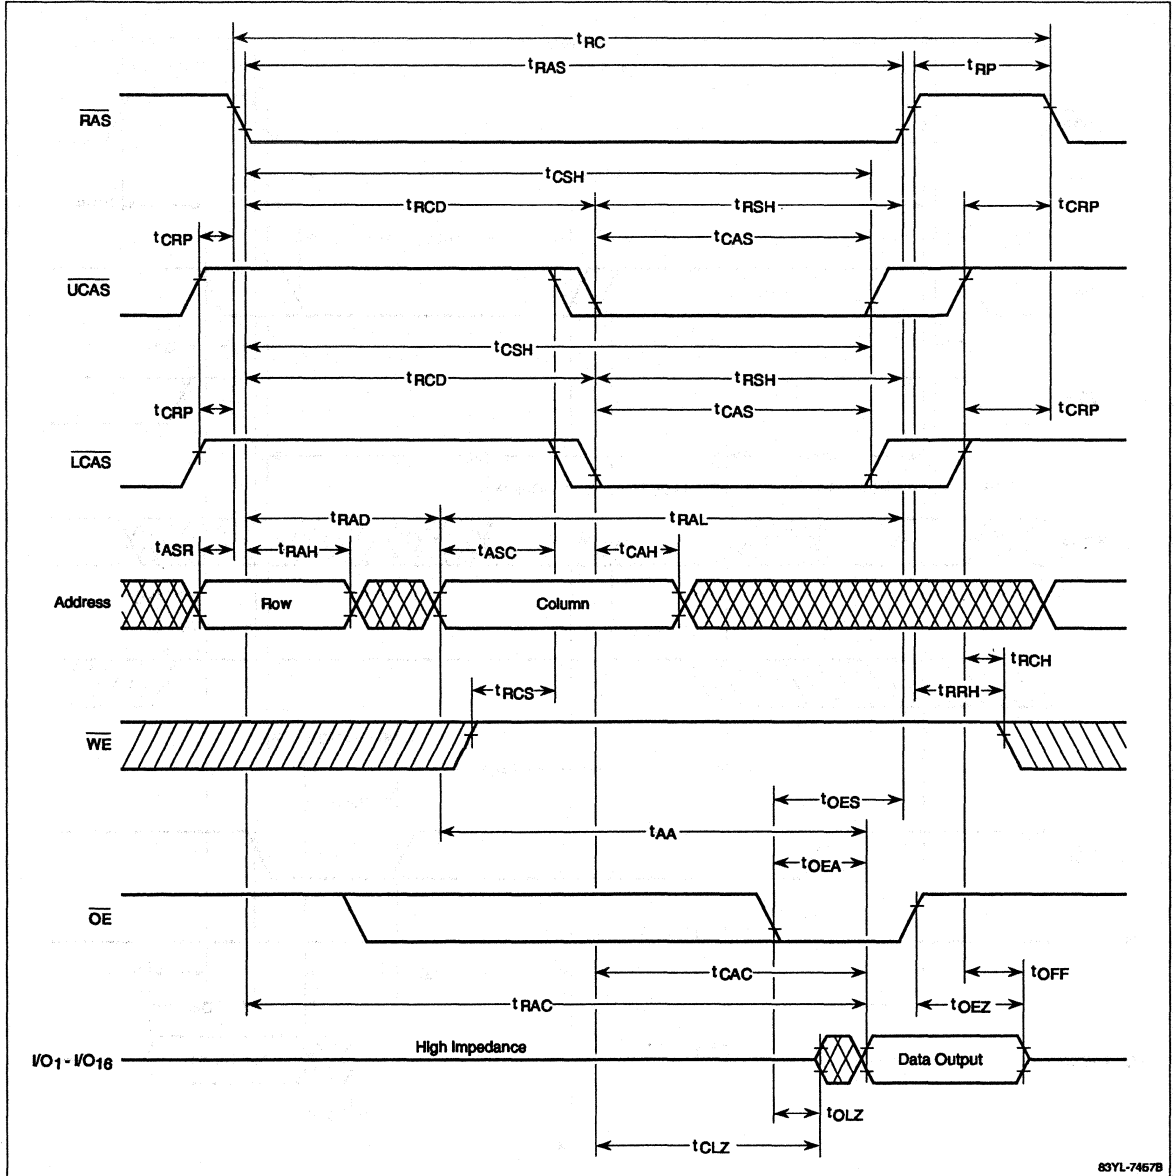 tRC
tRAS tRP
RAS
tCSH
tRCD tRSH
tCRP tCAS tCRP
UCAS
tCSH
tRCD tRSH
tCRP tCAS tCRP
LCAS
tRAD tRAL
tASR tRAH tASC tCAH
Address Row Column
tRCH
tRCS tRRH
WE
tOES
tAA
tOEA
OE
tCAC tOFF
tRAC tOEZ
High Impedance
I/O1 - I/O16 Data Output
tOLZ
tCLZ
83YL-7457B